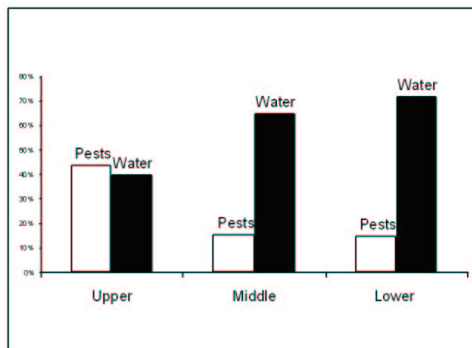 80%
70%
60%
50%
40%
30%
20%
10%
0%
Pests
Water
Pests
Water
Pests
Water
Upper
Middle
Lower